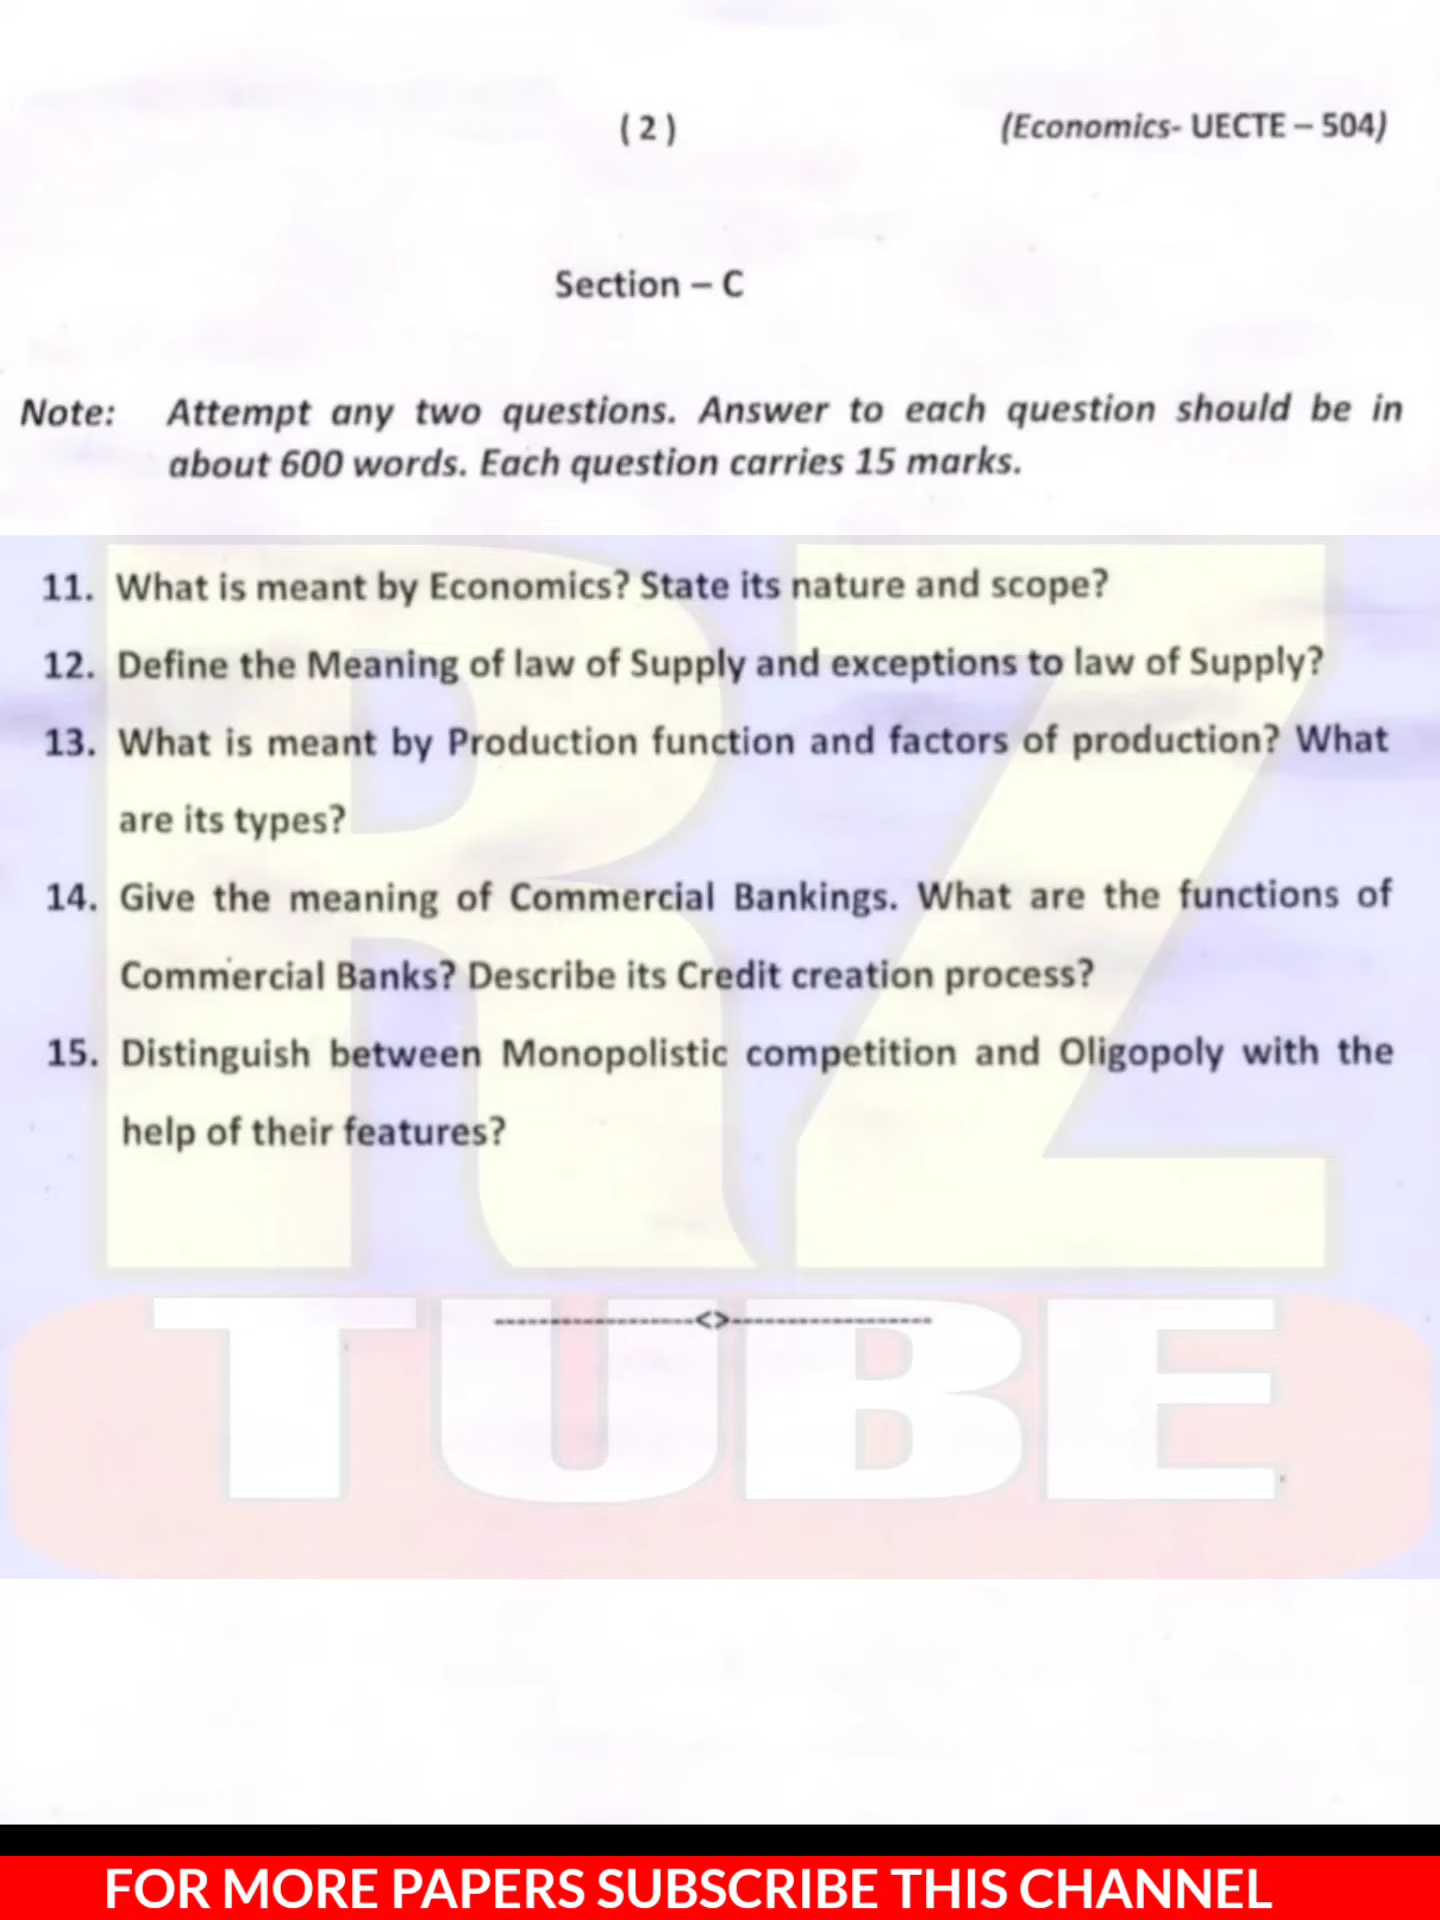 ( 2 )
(Economics- UECTE – 504)
Section – C
Note: Attempt any two questions. Answer to each question should be in
about 600 words. Each question carries 15 marks.
11. What is meant by Economics? State its nature and scope?
12. Define the Meaning of law of Supply and exceptions to law of Supply?
13. What is meant by Production function and factors of production? What
are its types?
14. Give the meaning of Commercial Bankings. What are the functions of
Commercial Banks? Describe its Credit creation process?
15. Distinguish between Monopolistic competition and Oligopoly with the
help of their features?
------------------<>------------------
RZ
TUBE
FOR MORE PAPERS SUBSCRIBE THIS CHANNEL